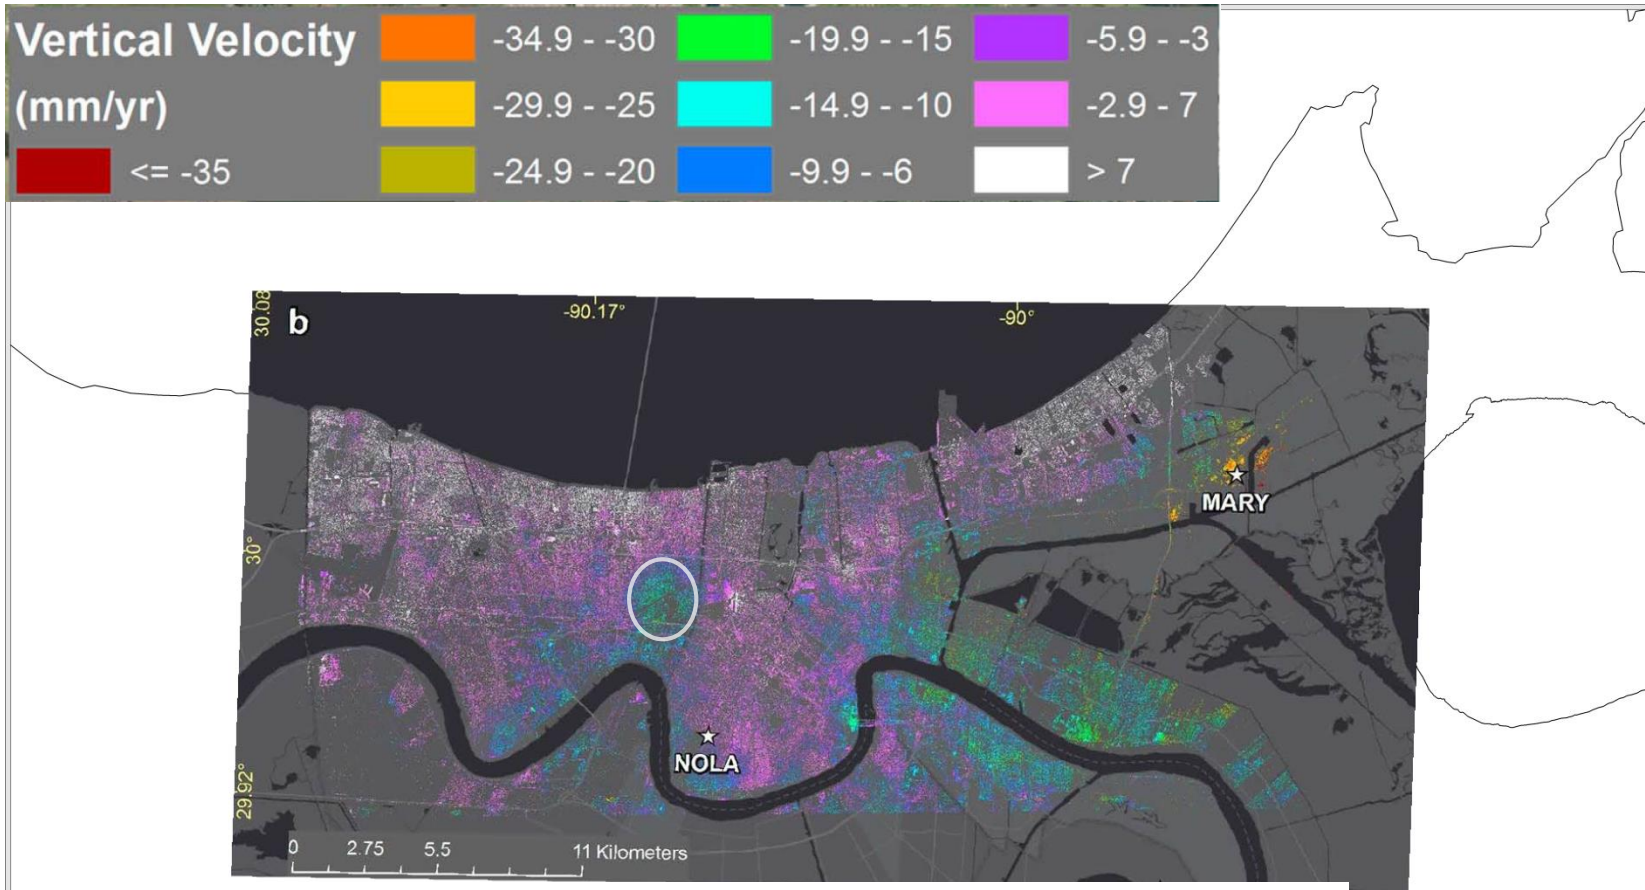 Vertical Velocity
(mm/yr)
<= -35
-34.9 - -30
-29.9 - -25
-24.9 - -20
-19.9 - -15
-14.9 - -10
-9.9 - -6
-5.9 - -3
-2.9 - 7
> 7
b
30.08
-90.17°
-90°
30°
29.92°
MARY
NOLA
0 2.75 5.5 11 Kilometers